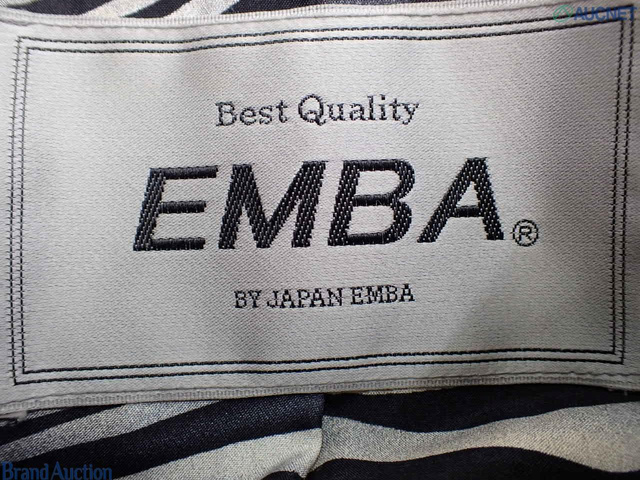 AUCNET
Best Quality
EMBA®
BY JAPAN EMBA
Brand Auction